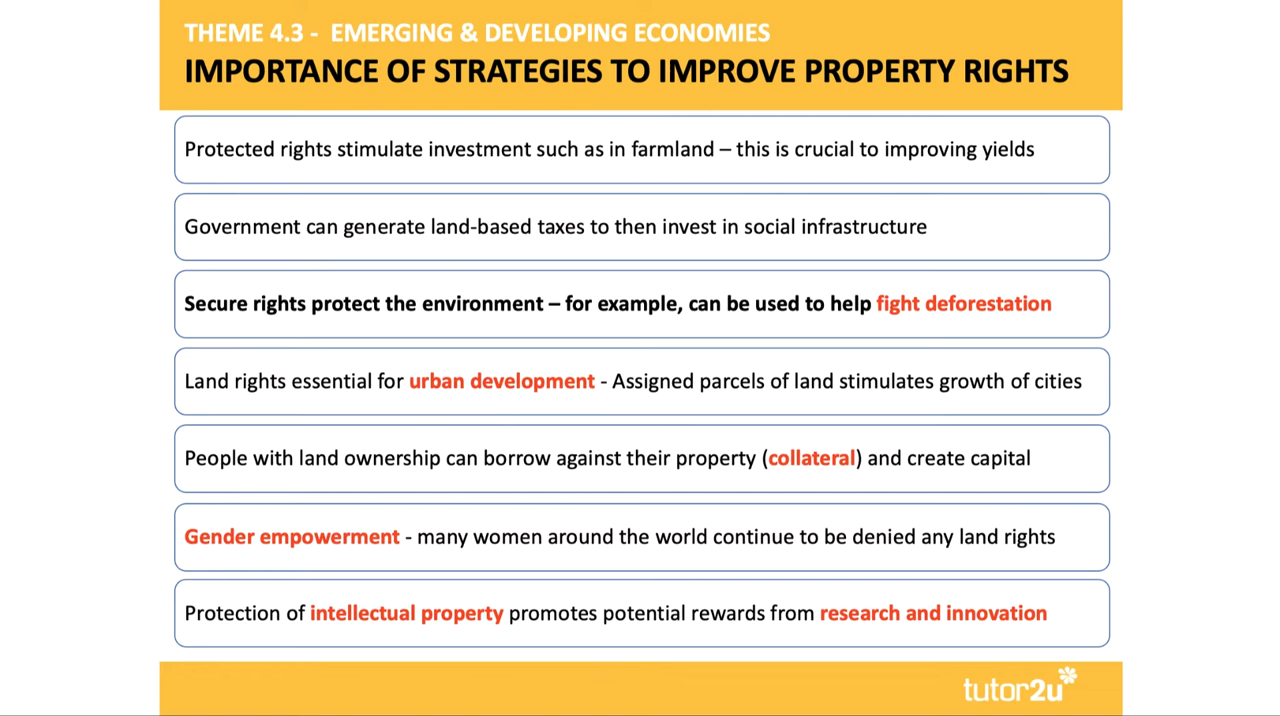 THEME 4.3 - EMERGING & DEVELOPING ECONOMIES
IMPORTANCE OF STRATEGIES TO IMPROVE PROPERTY RIGHTS
Protected rights stimulate investment such as in farmland – this is crucial to improving yields
Government can generate land-based taxes to then invest in social infrastructure
Secure rights protect the environment – for example, can be used to help fight deforestation
Land rights essential for urban development - Assigned parcels of land stimulates growth of cities
People with land ownership can borrow against their property (collateral) and create capital
Gender empowerment - many women around the world continue to be denied any land rights
Protection of intellectual property promotes potential rewards from research and innovation
tutor2u